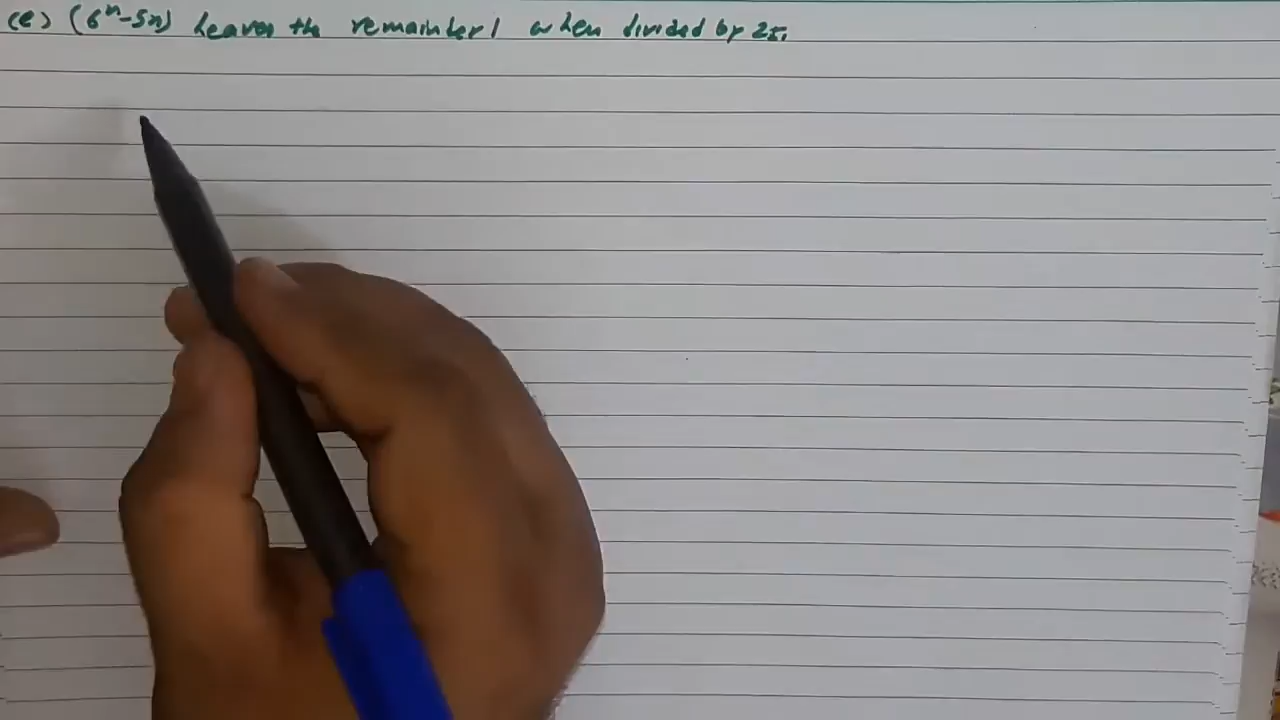 (e) (6ⁿ-5n) leaves the remainder 1 when divided by 25.